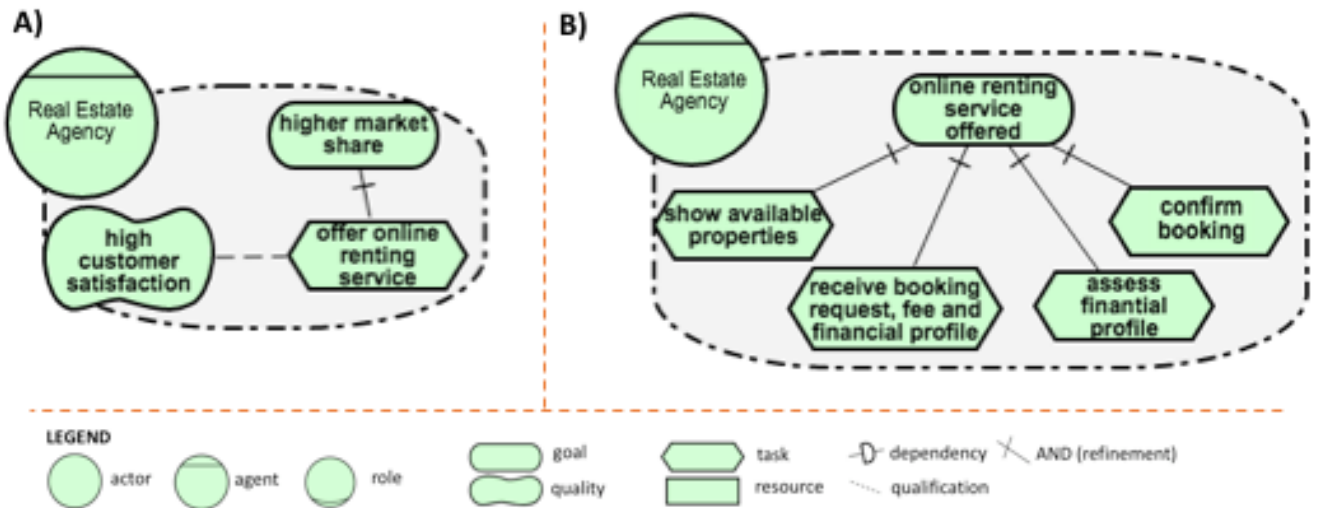 A)
Real Estate
Agency
higher market
share
high
customer
satisfaction
offer online
renting
service
B)
Real Estate
Agency
online renting
service
offered
show available
properties
receive booking
request, fee and
financial profile
assess
finantial
profile
confirm
booking
LEGEND
actor
agent
role
goal
quality
task
resource
dependency
qualification
AND (refinement)